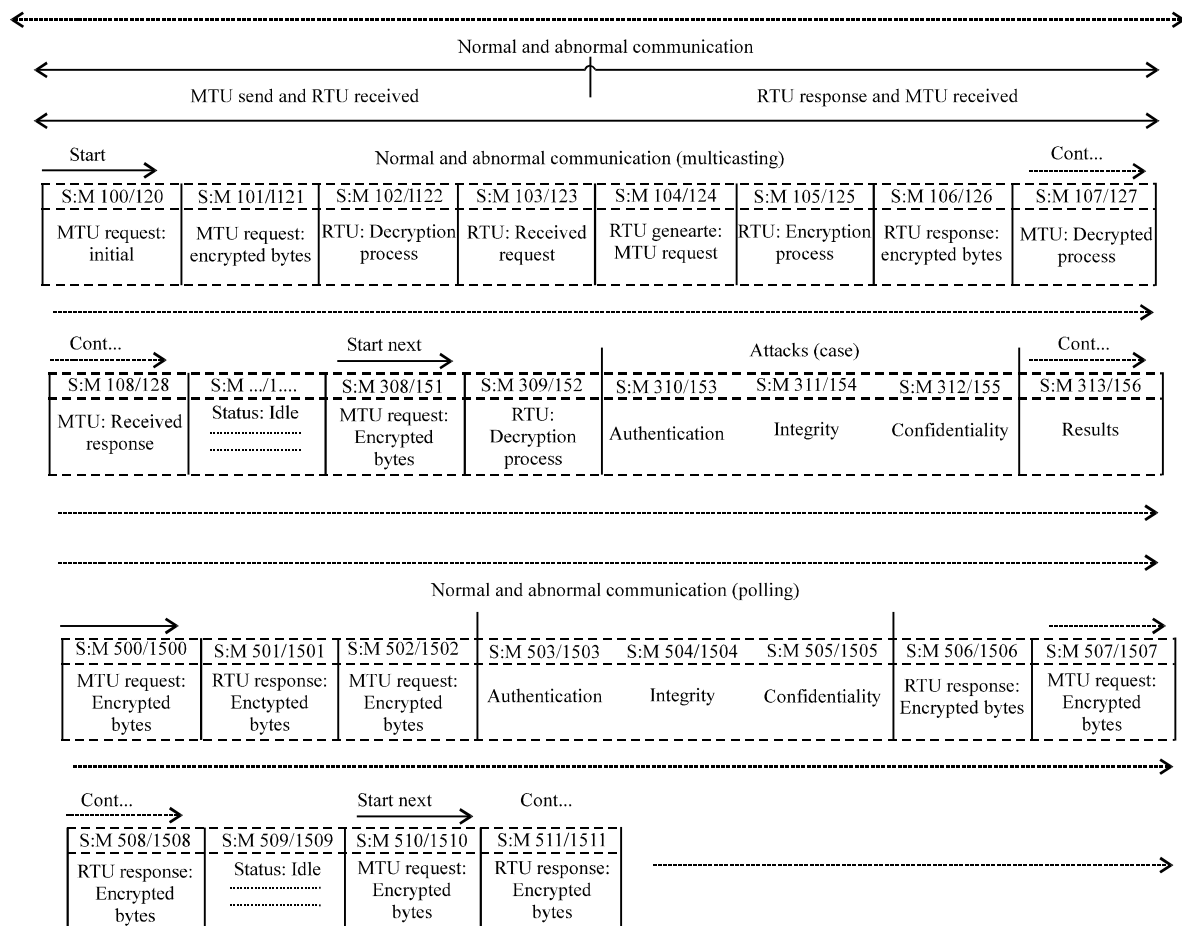 Normal and abnormal communication
MTU send and RTU received
RTU response and MTU received
Start
Normal and abnormal communication (multicasting)
Cont...
S:M 100/120
S:M 101/l121
S:M 102/l122
S:M 103/123
S:M 104/124
S:M 105/125
S:M 106/126
S:M 107/127
MTU request:
initial
MTU request:
encrypted bytes
RTU: Decryption
process
RTU: Received
request
RTU genearte:
MTU request
RTU: Encryption
process
RTU response:
encrypted bytes
MTU: Decrypted
process
Cont...
Start next
Attacks (case)
Cont...
S:M 108/128
S:M .../1....
S:M 308/151
S:M 309/152
S:M 310/153
S:M 311/154
S:M 312/155
S:M 313/156
MTU: Received
response
Status: Idle
MTU request:
Encrypted
bytes
RTU:
Decryption
process
Authentication
Integrity
Confidentiality
Results
Normal and abnormal communication (polling)
S:M 500/1500
S:M 501/1501
S:M 502/1502
S:M 503/1503
S:M 504/1504
S:M 505/1505
S:M 506/1506
S:M 507/1507
MTU request:
Encrypted
bytes
RTU response:
Enctypted
bytes
MTU request:
Encrypted
bytes
Authentication
Integrity
Confidentiality
RTU response:
Encrypted bytes
MTU request:
Encrypted
bytes
Cont...
Start next
Cont...
S:M 508/1508
S:M 509/1509
S:M 510/1510
S:M 511/1511
RTU response:
Encrypted
bytes
Status: Idle
MTU request:
Encrypted
bytes
RTU response:
Encrypted
bytes